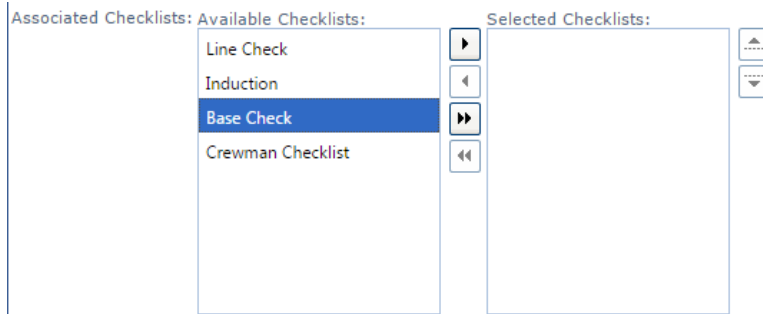 Associated Checklists: Available Checklists: Selected Checklists:
Line Check
Induction
Base Check
Crewman Checklist